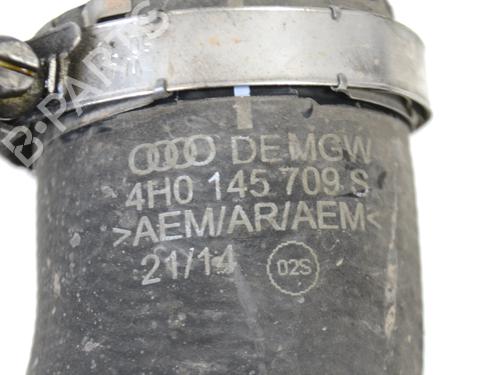 DEMGW
4H0 145 709 S
>AEM/AR/AEM<
21/14 02S
B-PARTS